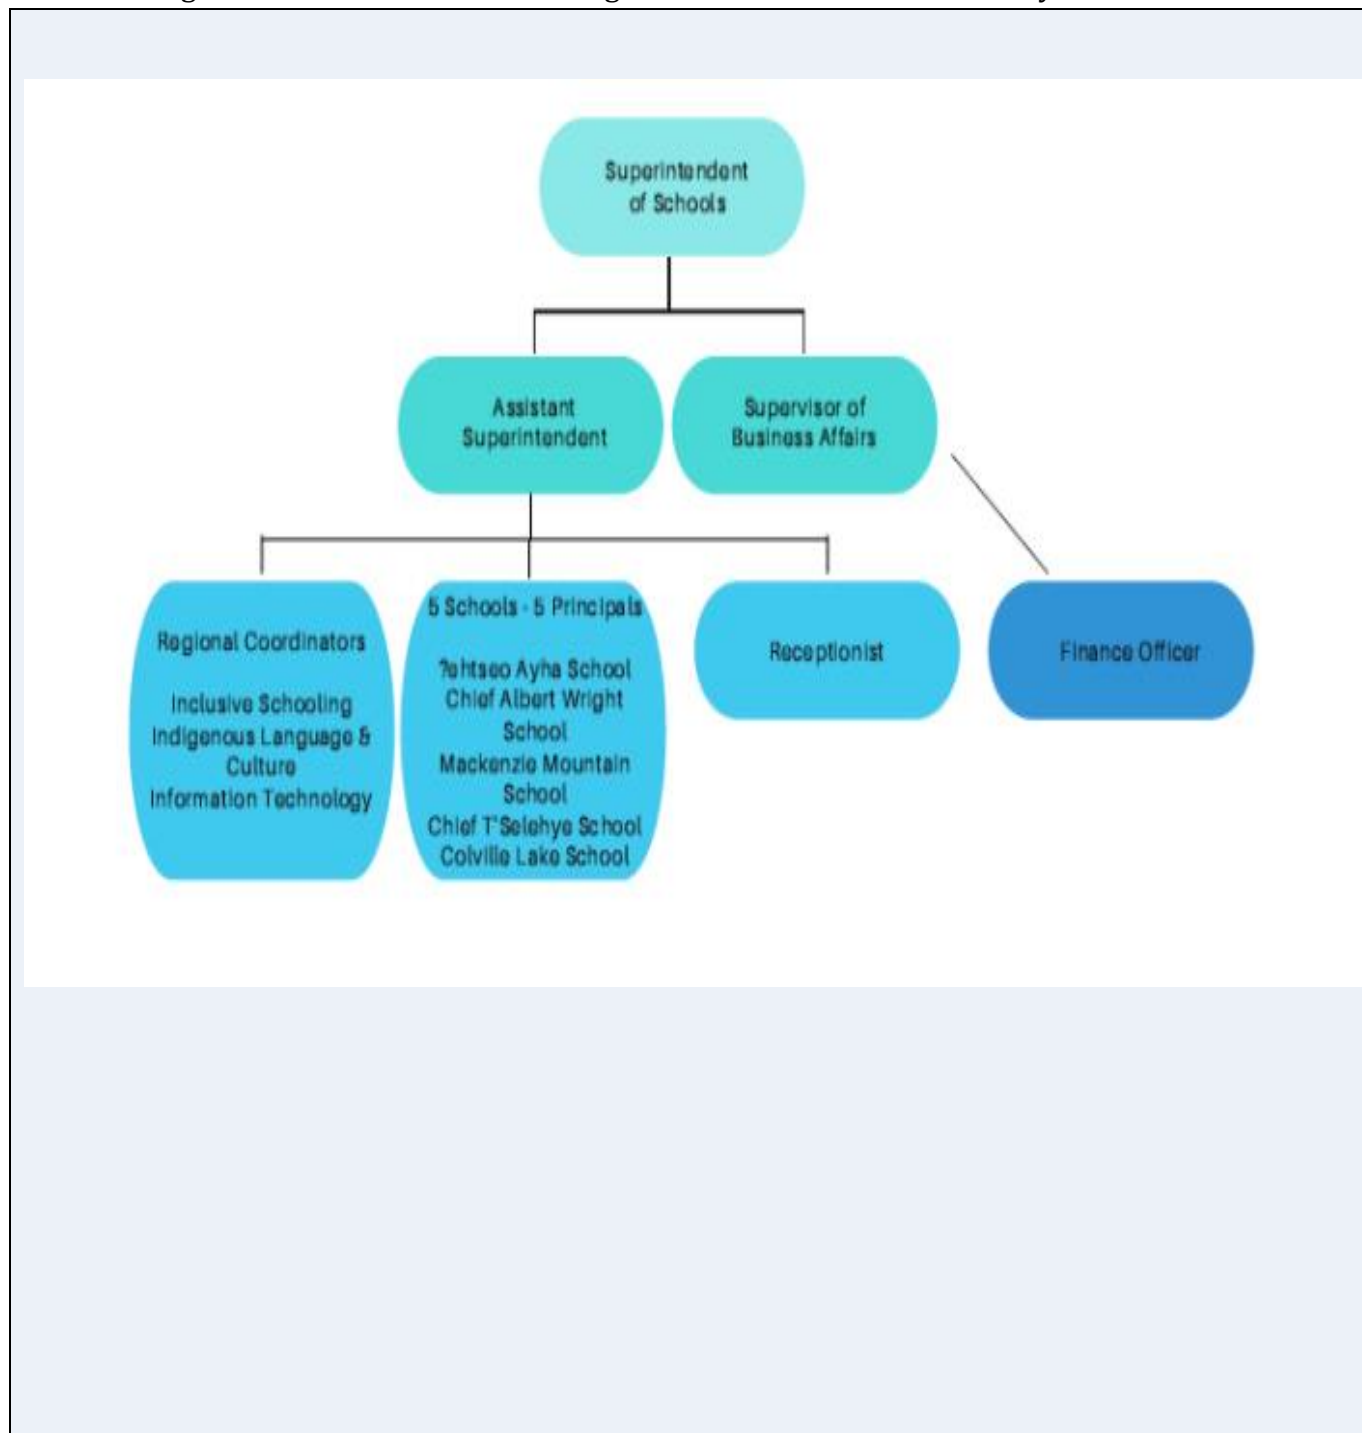 Superintendent
of Schools
Assistant
Superintendent
Supervisor of
Business Affairs
Regional Coordinators
Inclusive Schooling
Indigenous Language &
Culture
Information Technology
5 Schools - 5 Principals
?ehtseo Ayha School
Chief Albert Wright
School
Mackenzie Mountain
School
Chief T'Selehye School
Colville Lake School
Receptionist
Finance Officer